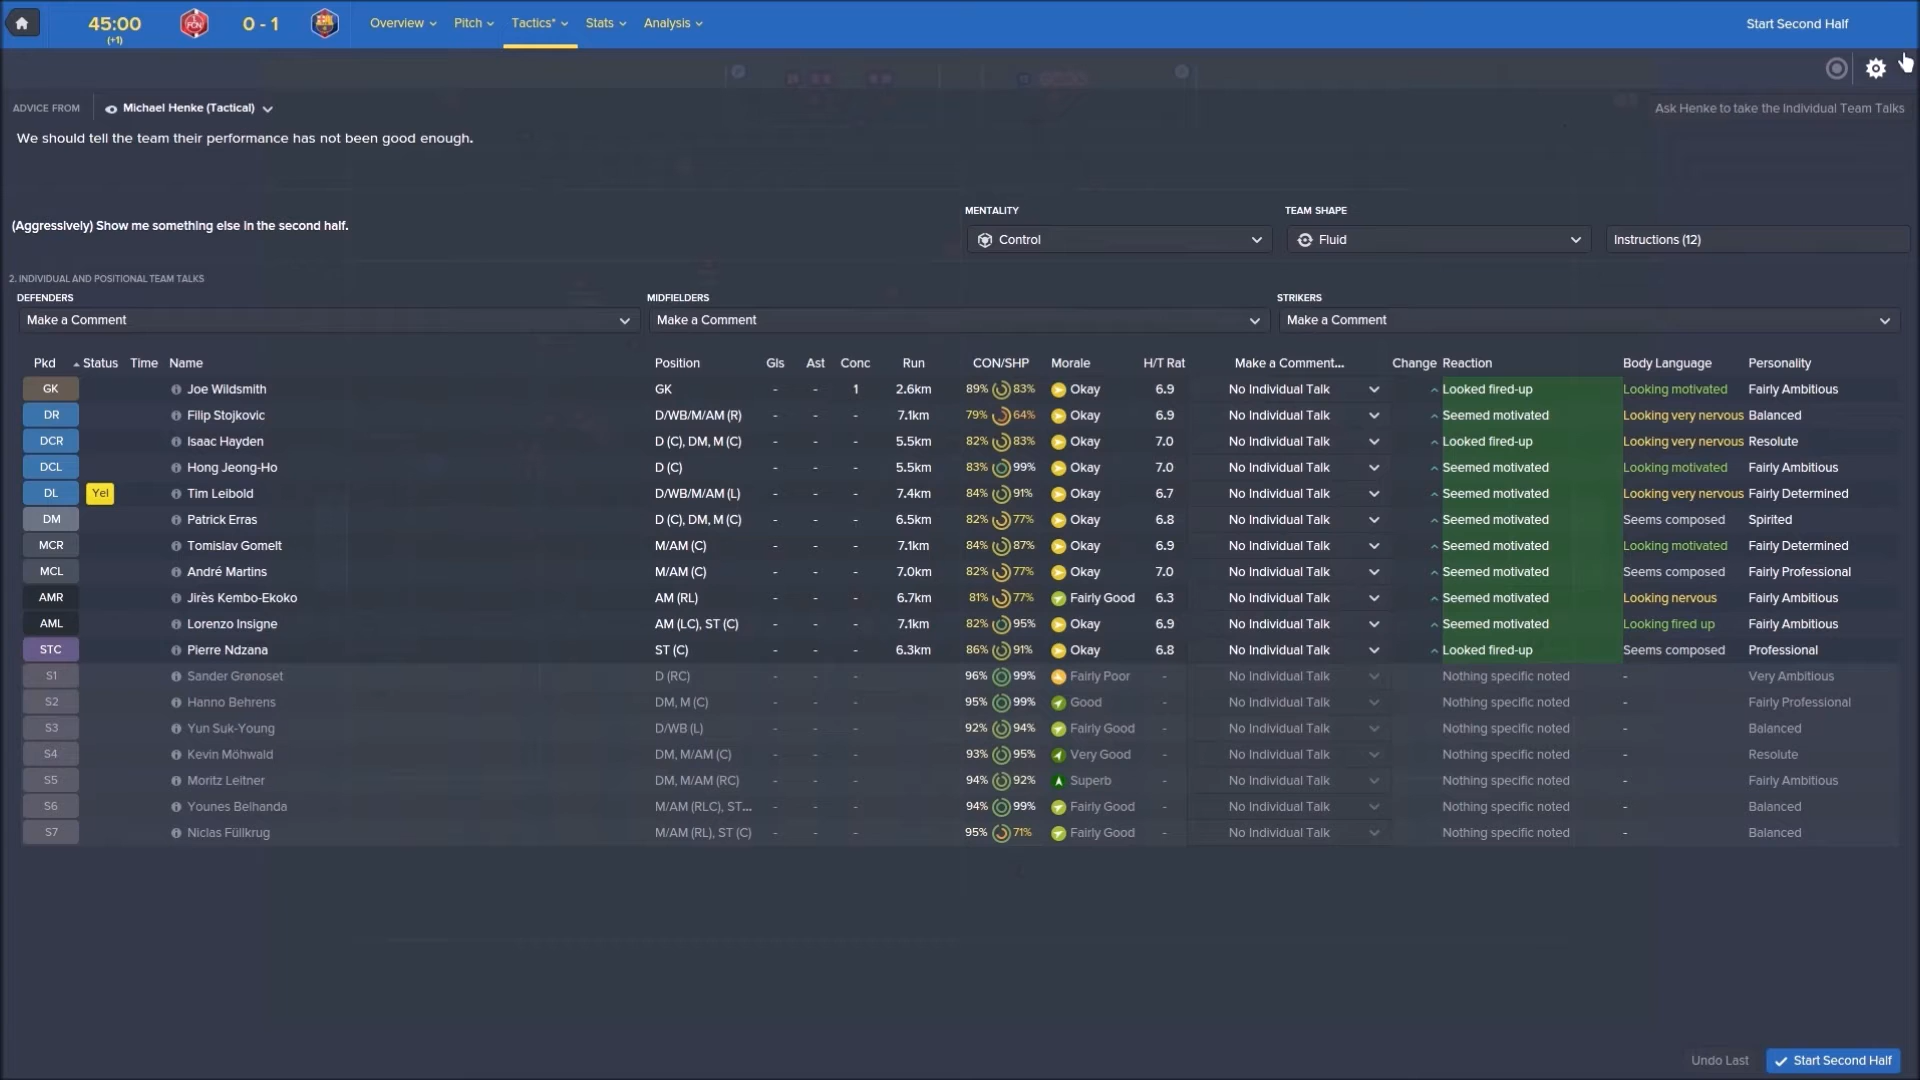 45:00 0 - 1 Overview Pitch Tactics* Stats Analysis Start Second Half
(+1)
ADVICE FROM Michael Henke (Tactical) Ask Henke to take the Individual Team Talks
We should tell the team their performance has not been good enough.
MENTALITY TEAM SHAPE
(Aggressively) Show me something else in the second half.
Control Fluid Instructions (12)
2. INDIVIDUAL AND POSITIONAL TEAM TALKS
DEFENDERS MIDFIELDERS STRIKERS
Make a Comment Make a Comment Make a Comment
Pkd Status Time Name Position Gls Ast Conc Run CON/SHP Morale H/T Rat Make a Comment... Change Reaction Body Language Personality
GK Joe Wildsmith GK - - 1 2.6km 89% 83% Okay 6.9 No Individual Talk Looked fired-up Looking motivated Fairly Ambitious
DR Filip Stojkovic D/WB/M/AM (R) - - - 7.1km 79% 64% Okay 6.9 No Individual Talk Seemed motivated Looking very nervous Balanced
DCR Isaac Hayden D (C), DM, M (C) - - - 5.5km 82% 83% Okay 7.0 No Individual Talk Looked fired-up Looking very nervous Resolute
DCL Hong Jeong-Ho D (C) - - - 5.5km 83% 99% Okay 7.0 No Individual Talk Seemed motivated Looking motivated Fairly Ambitious
DL Yel Tim Leibold D/WB/M/AM (L) - - - 7.4km 84% 91% Okay 6.7 No Individual Talk Seemed motivated Looking very nervous Fairly Determined
DM Patrick Erras D (C), DM, M (C) - - - 6.5km 82% 77% Okay 6.8 No Individual Talk Seemed motivated Seems composed Spirited
MCR Tomislav Gomelt M/AM (C) - - - 7.1km 84% 87% Okay 6.9 No Individual Talk Seemed motivated Looking motivated Fairly Determined
MCL André Martins M/AM (C) - - - 7.0km 82% 77% Okay 7.0 No Individual Talk Seemed motivated Seems composed Fairly Professional
AMR Jirès Kembo-Ekoko AM (RL) - - - 6.7km 81% 77% Fairly Good 6.3 No Individual Talk Seemed motivated Looking nervous Fairly Ambitious
AML Lorenzo Insigne AM (LC), ST (C) - - - 7.1km 82% 95% Okay 6.9 No Individual Talk Seemed motivated Looking fired up Fairly Ambitious
STC Pierre Ndzana ST (C) - - - 6.3km 86% 91% Okay 6.8 No Individual Talk Looked fired-up Seems composed Professional
S1 Sander Grønoset D (RC) 96% 99% Fairly Poor - No Individual Talk Nothing specific noted - Very Ambitious
S2 Hanno Behrens DM, M (C) - - - 95% 99% Good - No Individual Talk Nothing specific noted - Fairly Professional
S3 Yun Suk-Young D/WB (L) - - - 92% 94% Fairly Good - No Individual Talk Nothing specific noted - Balanced
S4 Kevin Möhwald DM, M/AM (C) - - - 93% 95% Very Good - No Individual Talk Nothing specific noted - Resolute
S5 Moritz Leitner DM, M/AM (RC) - - - 94% 92% Superb - No Individual Talk Nothing specific noted - Fairly Ambitious
S6 Younes Belhanda M/AM (RLC), ST... - - - 94% 99% Fairly Good - No Individual Talk Nothing specific noted - Balanced
S7 Niclas Füllkrug M/AM (RL), ST (C) - - - 95% 71% Fairly Good - No Individual Talk Nothing specific noted - Balanced
Undo Last Start Second Half